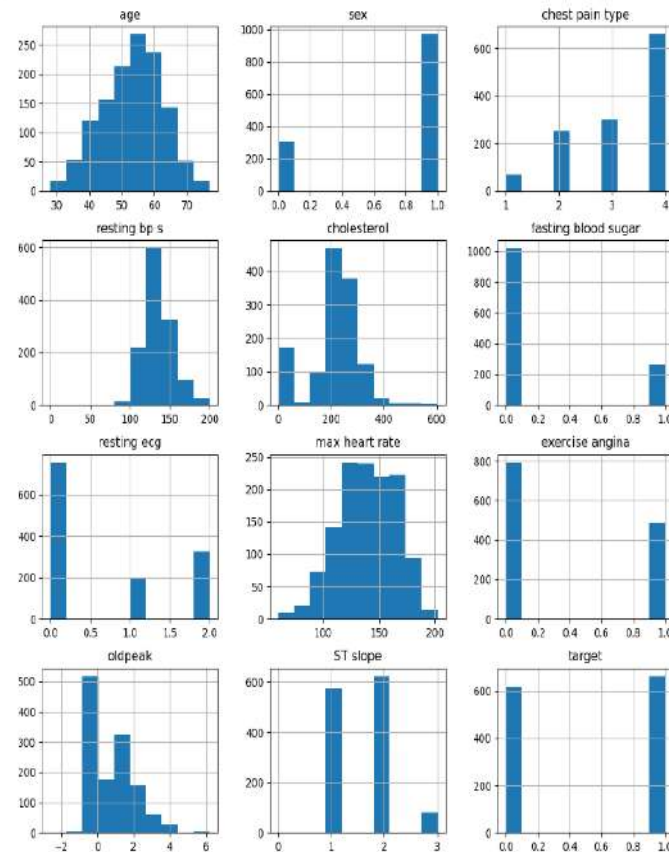 age
250
200
150
100
50
0
30 40 50 60 70
sex
1000
800
600
400
200
0
0.0 0.2 0.4 0.6 0.8 1.0
chest pain type
600
400
200
0
1 2 3 4
resting bp s
600
400
200
0
0 50 100 150 200
cholesterol
400
300
200
100
0
0 200 400 600
fasting blood sugar
1000
800
600
400
200
0
0.0 0.2 0.4 0.6 0.8 1.0
resting ecg
600
400
200
0
0.0 0.5 1.0 1.5 2.0
max heart rate
250
200
150
100
50
0
100 150 200
exercise angina
800
600
400
200
0
0.0 0.2 0.4 0.6 0.8 1.0
oldpeak
500
400
300
200
100
0
−2 0 2 4 6
ST slope
600
400
200
0
0 1 2 3
target
600
400
200
0
0.0 0.2 0.4 0.6 0.8 1.0